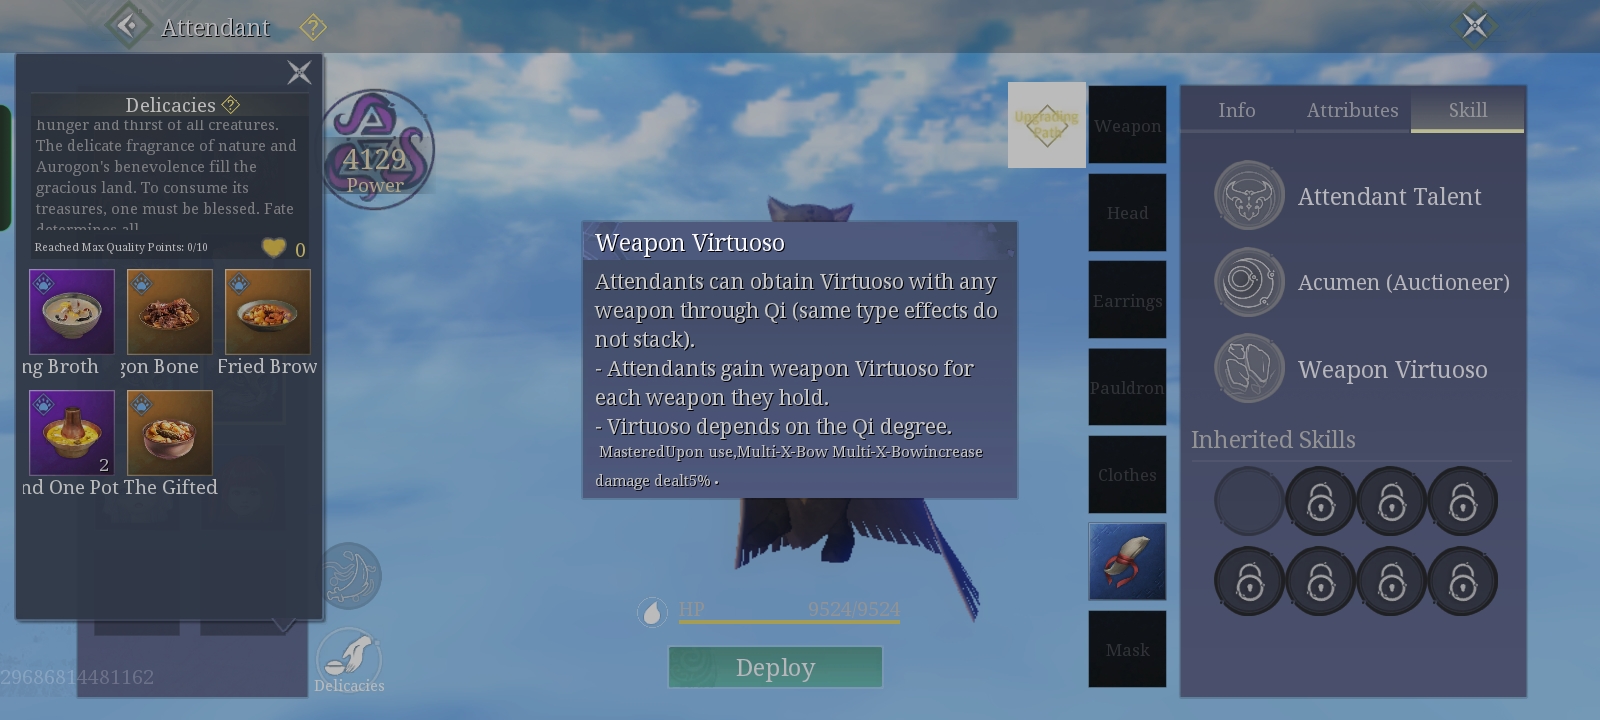 Attendant
Delicacies
hunger and thirst of all creatures.
The delicate fragrance of nature and
Aurogon's benevolence fill the
gracious land. To consume its
treasures, one must be blessed. Fate
determines all
Reached Max Quality Points: 0/10
0
ng Broth
gon Bone
Fried Brow
2
nd One Pot
The Gifted
4129
Power
Delicacies
29686814481162
Weapon Virtuoso
Attendants can obtain Virtuoso with any
weapon through Qi (same type effects do
not stack).
- Attendants gain weapon Virtuoso for
each weapon they hold.
- Virtuoso depends on the Qi degree.
MasteredUpon use,Multi-X-Bow Multi-X-Bowincrease
damage dealt5% •
HP 9524/9524
Deploy
Upgrading
Path
Weapon
Head
Earrings
Pauldron
Clothes
Mask
Info
Attributes
Skill
Attendant Talent
Acumen (Auctioneer)
Weapon Virtuoso
Inherited Skills